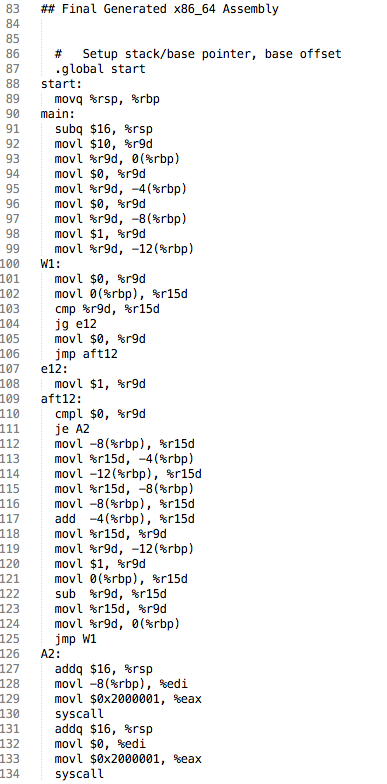 83 ## Final Generated x86_64 Assembly
84
85
86 # Setup stack/base pointer, base offset
87 .global start
88 start:
89 movq %rsp, %rbp
90 main:
91 subq $16, %rsp
92 movl $10, %r9d
93 movl %r9d, 0(%rbp)
94 movl $0, %r9d
95 movl %r9d, -4(%rbp)
96 movl $0, %r9d
97 movl %r9d, -8(%rbp)
98 movl $1, %r9d
99 movl %r9d, -12(%rbp)
100 W1:
101 movl $0, %r9d
102 movl 0(%rbp), %r15d
103 cmp %r9d, %r15d
104 jg e12
105 movl $0, %r9d
106 jmp aft12
107 e12:
108 movl $1, %r9d
109 aft12:
110 cmpl $0, %r9d
111 je A2
112 movl -8(%rbp), %r15d
113 movl %r15d, -4(%rbp)
114 movl -12(%rbp), %r15d
115 movl %r15d, -8(%rbp)
116 movl -8(%rbp), %r15d
117 add -4(%rbp), %r15d
118 movl %r15d, %r9d
119 movl %r9d, -12(%rbp)
120 movl $1, %r9d
121 movl 0(%rbp), %r15d
122 sub %r9d, %r15d
123 movl %r15d, %r9d
124 movl %r9d, 0(%rbp)
125 jmp W1
126 A2:
127 addq $16, %rsp
128 movl -8(%rbp), %edi
129 movl $0x2000001, %eax
130 syscall
131 addq $16, %rsp
132 movl $0, %edi
133 movl $0x2000001, %eax
134 syscall